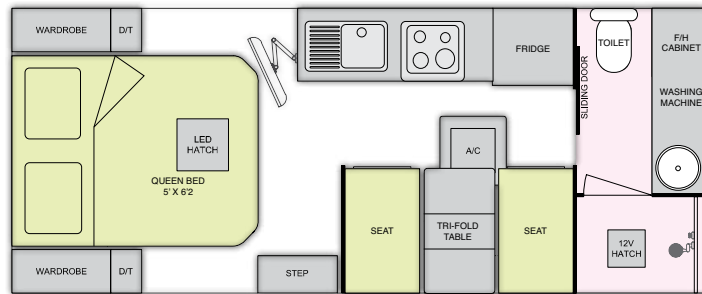 WARDROBE
D/T
FRIDGE
TOILET
F/H
CABINET
SLIDING DOOR
WASHING
MACHINE
LED
HATCH
A/C
QUEEN BED
5' X 6'2
SEAT
TRI-FOLD
TABLE
SEAT
12V
HATCH
WARDROBE
D/T
STEP